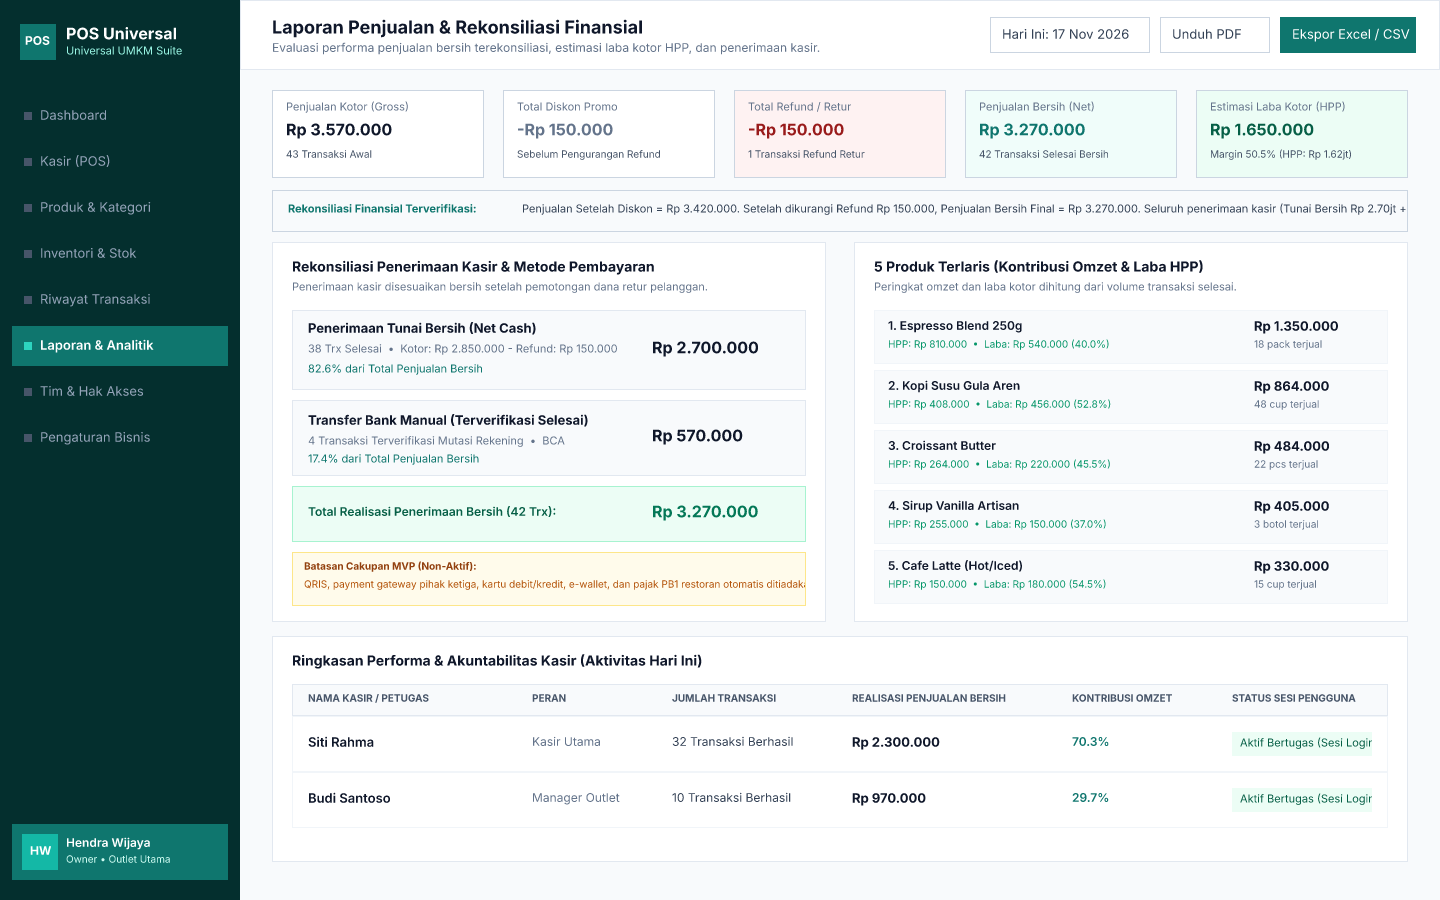 POS
POS Universal
Universal UMKM Suite
Dashboard
Kasir (POS)
Produk & Kategori
Inventori & Stok
Riwayat Transaksi
Laporan & Analitik
Tim & Hak Akses
Pengaturan Bisnis
HW
Hendra Wijaya
Owner • Outlet Utama
Laporan Penjualan & Rekonsiliasi Finansial
Evaluasi performa penjualan bersih terekonsiliasi, estimasi laba kotor HPP, dan penerimaan kasir.
Hari Ini: 17 Nov 2026
Unduh PDF
Ekspor Excel / CSV
Penjualan Kotor (Gross)
Rp 3.570.000
43 Transaksi Awal
Total Diskon Promo
-Rp 150.000
Sebelum Pengurangan Refund
Total Refund / Retur
-Rp 150.000
1 Transaksi Refund Retur
Penjualan Bersih (Net)
Rp 3.270.000
42 Transaksi Selesai Bersih
Estimasi Laba Kotor (HPP)
Rp 1.650.000
Margin 50.5% (HPP: Rp 1.62jt)
Rekonsiliasi Finansial Terverifikasi:
Penjualan Setelah Diskon = Rp 3.420.000. Setelah dikurangi Refund Rp 150.000, Penjualan Bersih Final = Rp 3.270.000. Seluruh penerimaan kasir (Tunai Bersih Rp 2.70jt +
Rekonsiliasi Penerimaan Kasir & Metode Pembayaran
Penerimaan kasir disesuaikan bersih setelah pemotongan dana retur pelanggan.
Penerimaan Tunai Bersih (Net Cash)
38 Trx Selesai • Kotor: Rp 2.850.000 - Refund: Rp 150.000
82.6% dari Total Penjualan Bersih
Rp 2.700.000
Transfer Bank Manual (Terverifikasi Selesai)
4 Transaksi Terverifikasi Mutasi Rekening • BCA
17.4% dari Total Penjualan Bersih
Rp 570.000
Total Realisasi Penerimaan Bersih (42 Trx):
Rp 3.270.000
Batasan Cakupan MVP (Non-Aktif):
QRIS, payment gateway pihak ketiga, kartu debit/kredit, e-wallet, dan pajak PB1 restoran otomatis ditiadaka
5 Produk Terlaris (Kontribusi Omzet & Laba HPP)
Peringkat omzet dan laba kotor dihitung dari volume transaksi selesai.
1. Espresso Blend 250g
HPP: Rp 810.000 • Laba: Rp 540.000 (40.0%)
Rp 1.350.000
18 pack terjual
2. Kopi Susu Gula Aren
HPP: Rp 408.000 • Laba: Rp 456.000 (52.8%)
Rp 864.000
48 cup terjual
3. Croissant Butter
HPP: Rp 264.000 • Laba: Rp 220.000 (45.5%)
Rp 484.000
22 pcs terjual
4. Sirup Vanilla Artisan
HPP: Rp 255.000 • Laba: Rp 150.000 (37.0%)
Rp 405.000
3 botol terjual
5. Cafe Latte (Hot/Iced)
HPP: Rp 150.000 • Laba: Rp 180.000 (54.5%)
Rp 330.000
15 cup terjual
Ringkasan Performa & Akuntabilitas Kasir (Aktivitas Hari Ini)
NAMA KASIR / PETUGAS PERAN JUMLAH TRANSAKSI REALISASI PENJUALAN BERSIH KONTRIBUSI OMZET STATUS SESI PENGGUNA
Siti Rahma Kasir Utama 32 Transaksi Berhasil Rp 2.300.000 70.3% Aktif Bertugas (Sesi Login
Budi Santoso Manager Outlet 10 Transaksi Berhasil Rp 970.000 29.7% Aktif Bertugas (Sesi Login